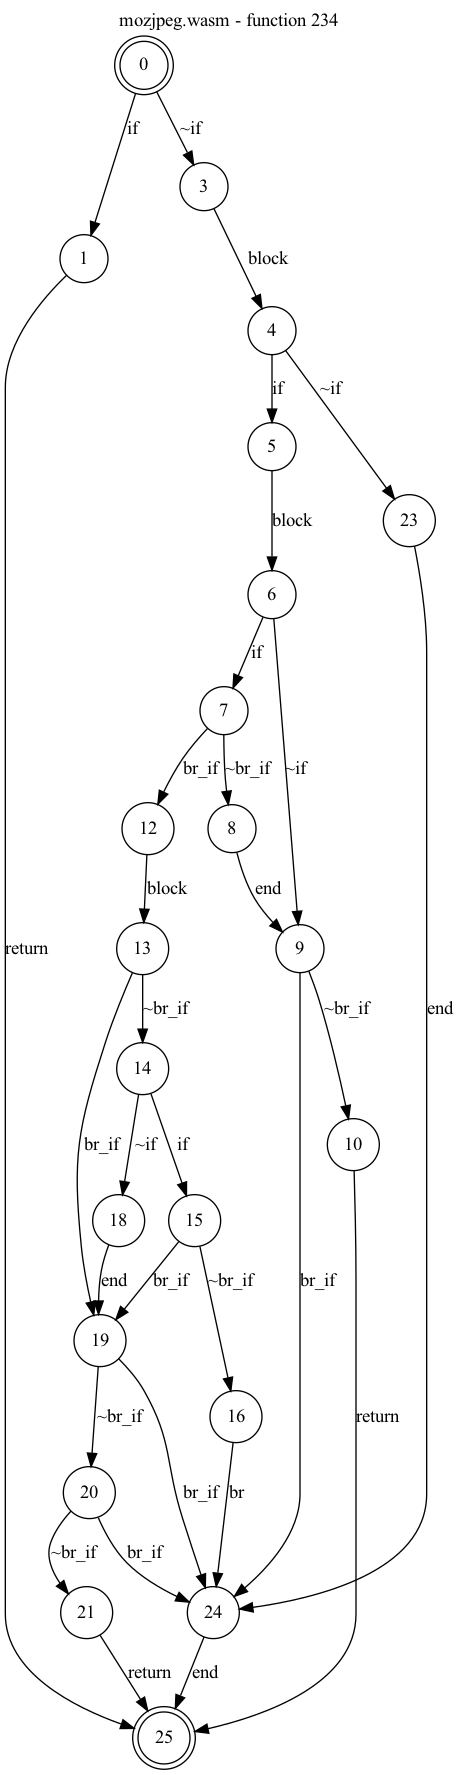 mozjpeg.wasm - function 234
0
if
~if
3
1
block
4
if
~if
5
23
block
6
if
7
br_if
~br_if
~if
12
8
block
end
13
9
return
~br_if
~br_if
end
14
10
br_if
~if
if
18
15
end
br_if
~br_if
br_if
19
16
~br_if
return
20
br_if
br
~br_if
br_if
21
24
return
end
25